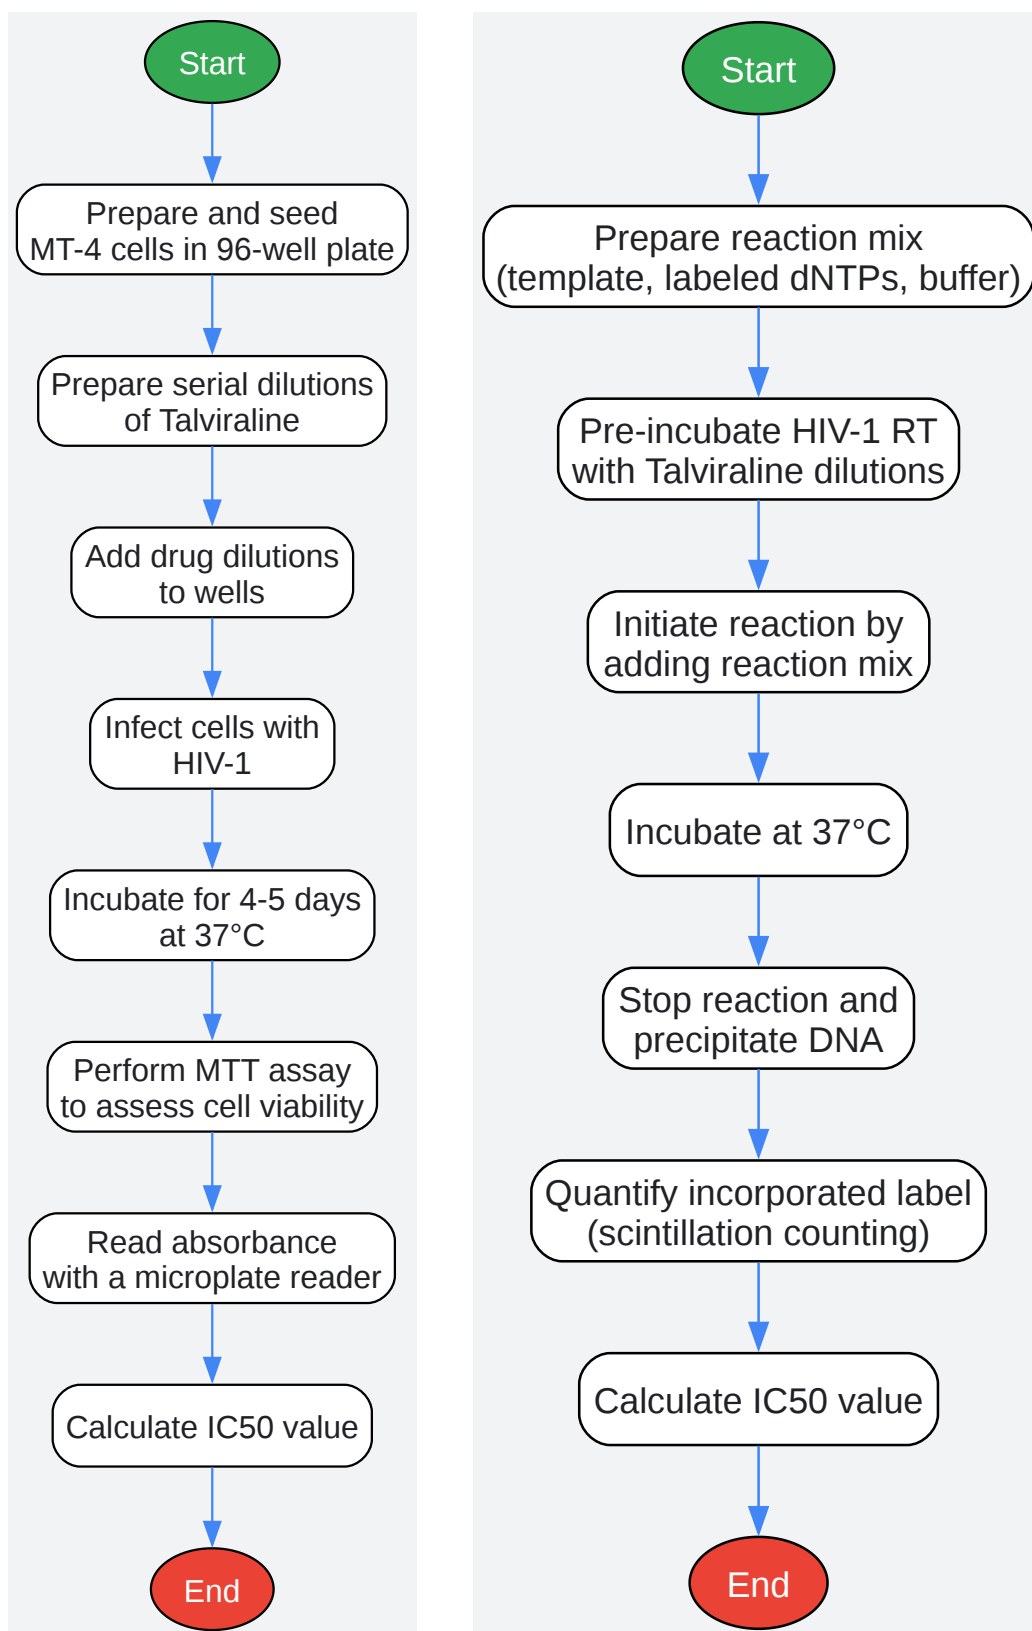 Start
Prepare and seed
MT-4 cells in 96-well plate
Prepare serial dilutions
of Talviraline
Add drug dilutions
to wells
Infect cells with
HIV-1
Incubate for 4-5 days
at 37°C
Perform MTT assay
to assess cell viability
Read absorbance
with a microplate reader
Calculate IC50 value
End
Start
Prepare reaction mix
(template, labeled dNTPs, buffer)
Pre-incubate HIV-1 RT
with Talviraline dilutions
Initiate reaction by
adding reaction mix
Incubate at 37°C
Stop reaction and
precipitate DNA
Quantify incorporated label
(scintillation counting)
Calculate IC50 value
End